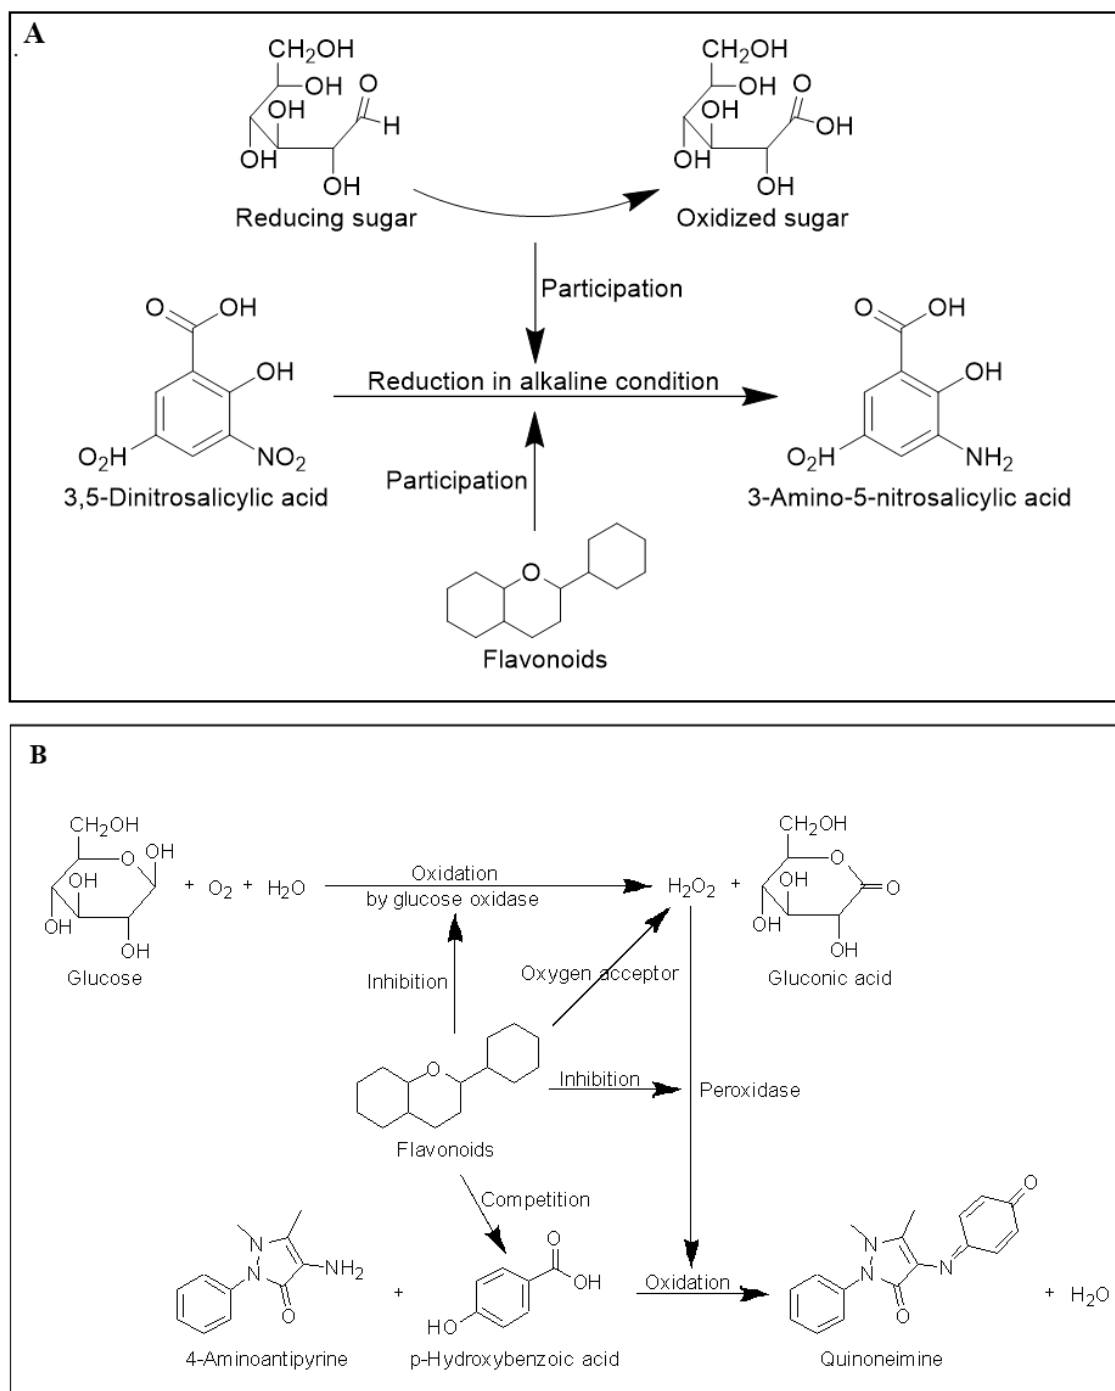 A
.
CH2OH
OH
O
OH
H
OH
OH
Reducing sugar
CH2OH
OH
O
OH
OH
OH
OH
Oxidized sugar
Participation
O
OH
OH
O2H
NO2
3,5-Dinitrosalicylic acid
Reduction in alkaline condition
O
OH
OH
O2H
NH2
3-Amino-5-nitrosalicylic acid
Participation
O
Flavonoids
B
CH2OH
O
OH
OH
OH
OH
Glucose
+ O2 + H2O
Oxidation
by glucose oxidase
H2O2 +
CH2OH
O
O
OH
OH
OH
Gluconic acid
Inhibition
Oxygen acceptor
O
Flavonoids
Inhibition
Peroxidase
Competition
N
N
NH2
O
4-Aminoantipyrine
+
O
OH
HO
p-Hydroxybenzoic acid
Oxidation
N
N
N
O
O
Quinoneimine
+ H2O